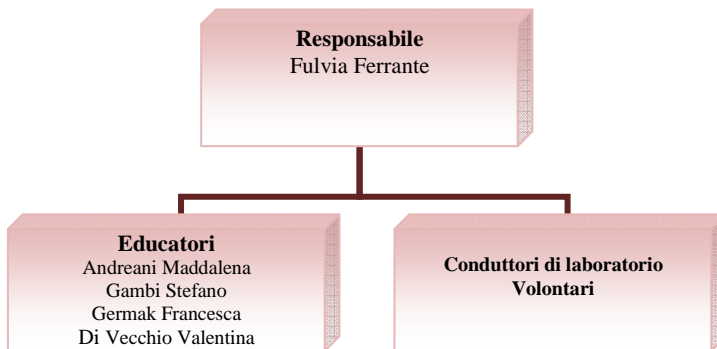 Responsabile
Fulvia Ferrante
Educatori
Andreani Maddalena
Gambi Stefano
Germak Francesca
Di Vecchio Valentina
Conduttori di laboratorio
Volontari